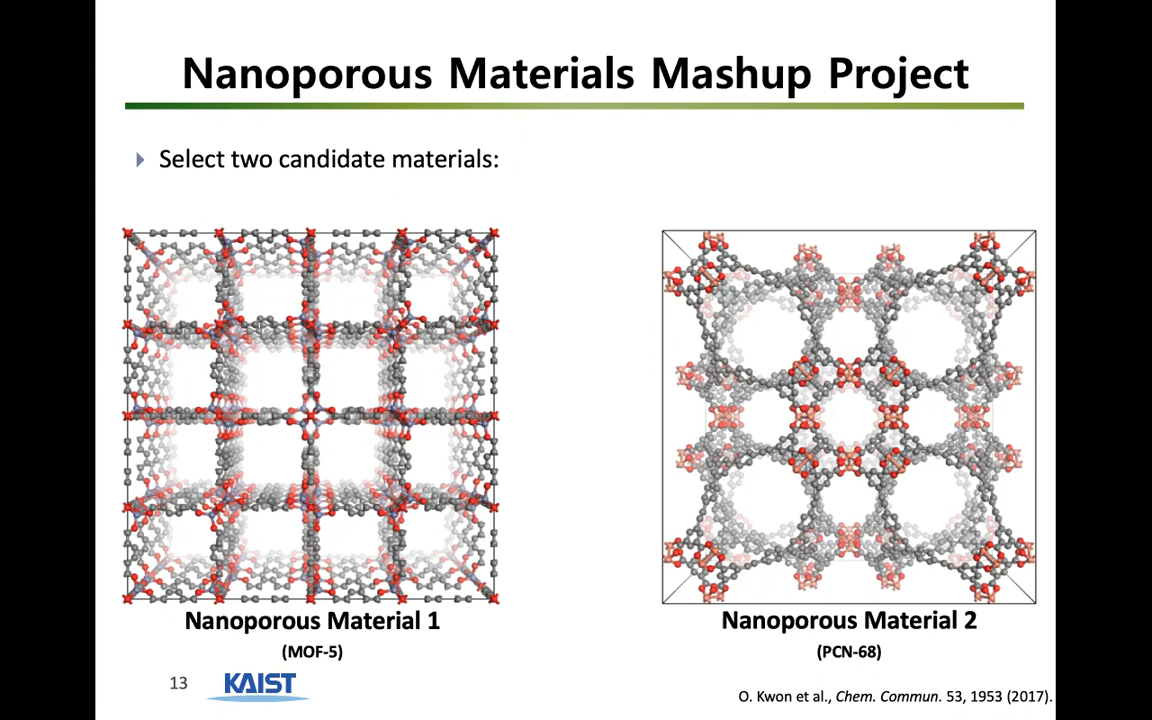 Nanoporous Materials Mashup Project
Select two candidate materials:
Nanoporous Material 1
(MOF-5)
Nanoporous Material 2
(PCN-68)
13
KAIST
O. Kwon et al., Chem. Commun. 53, 1953 (2017).